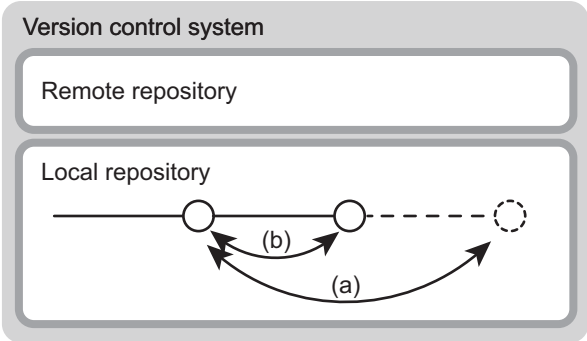 Version control system
Remote repository
Local repository
(b)
(a)